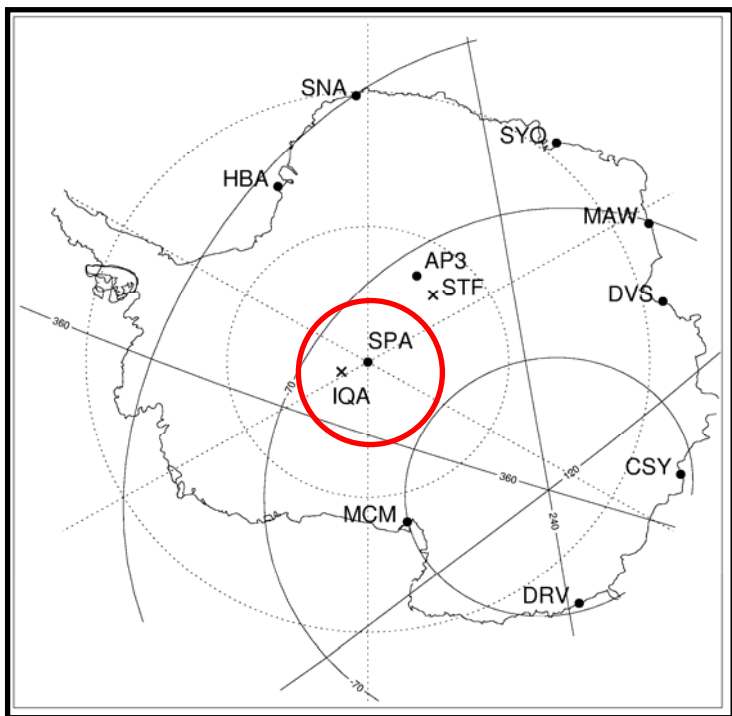 SNA
SYO
HBA
MAW
AP3
STF
DVS
360
SPA
-70
IQA
CSY
120
360
MCM
240
DRV
-70